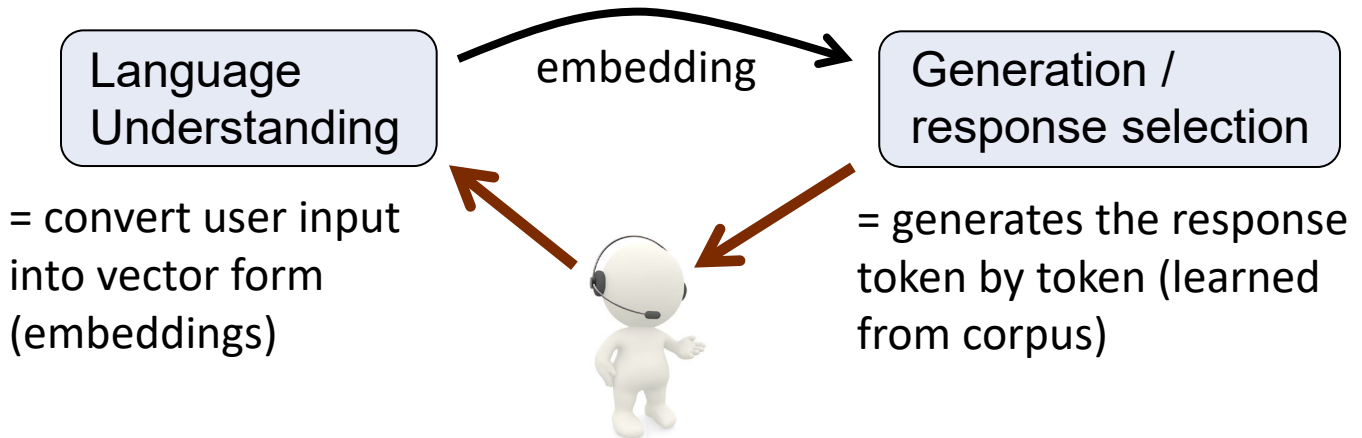 Language
Understanding
embedding
Generation /
response selection
= convert user input
into vector form
(embeddings)
= generates the response
token by token (learned
from corpus)